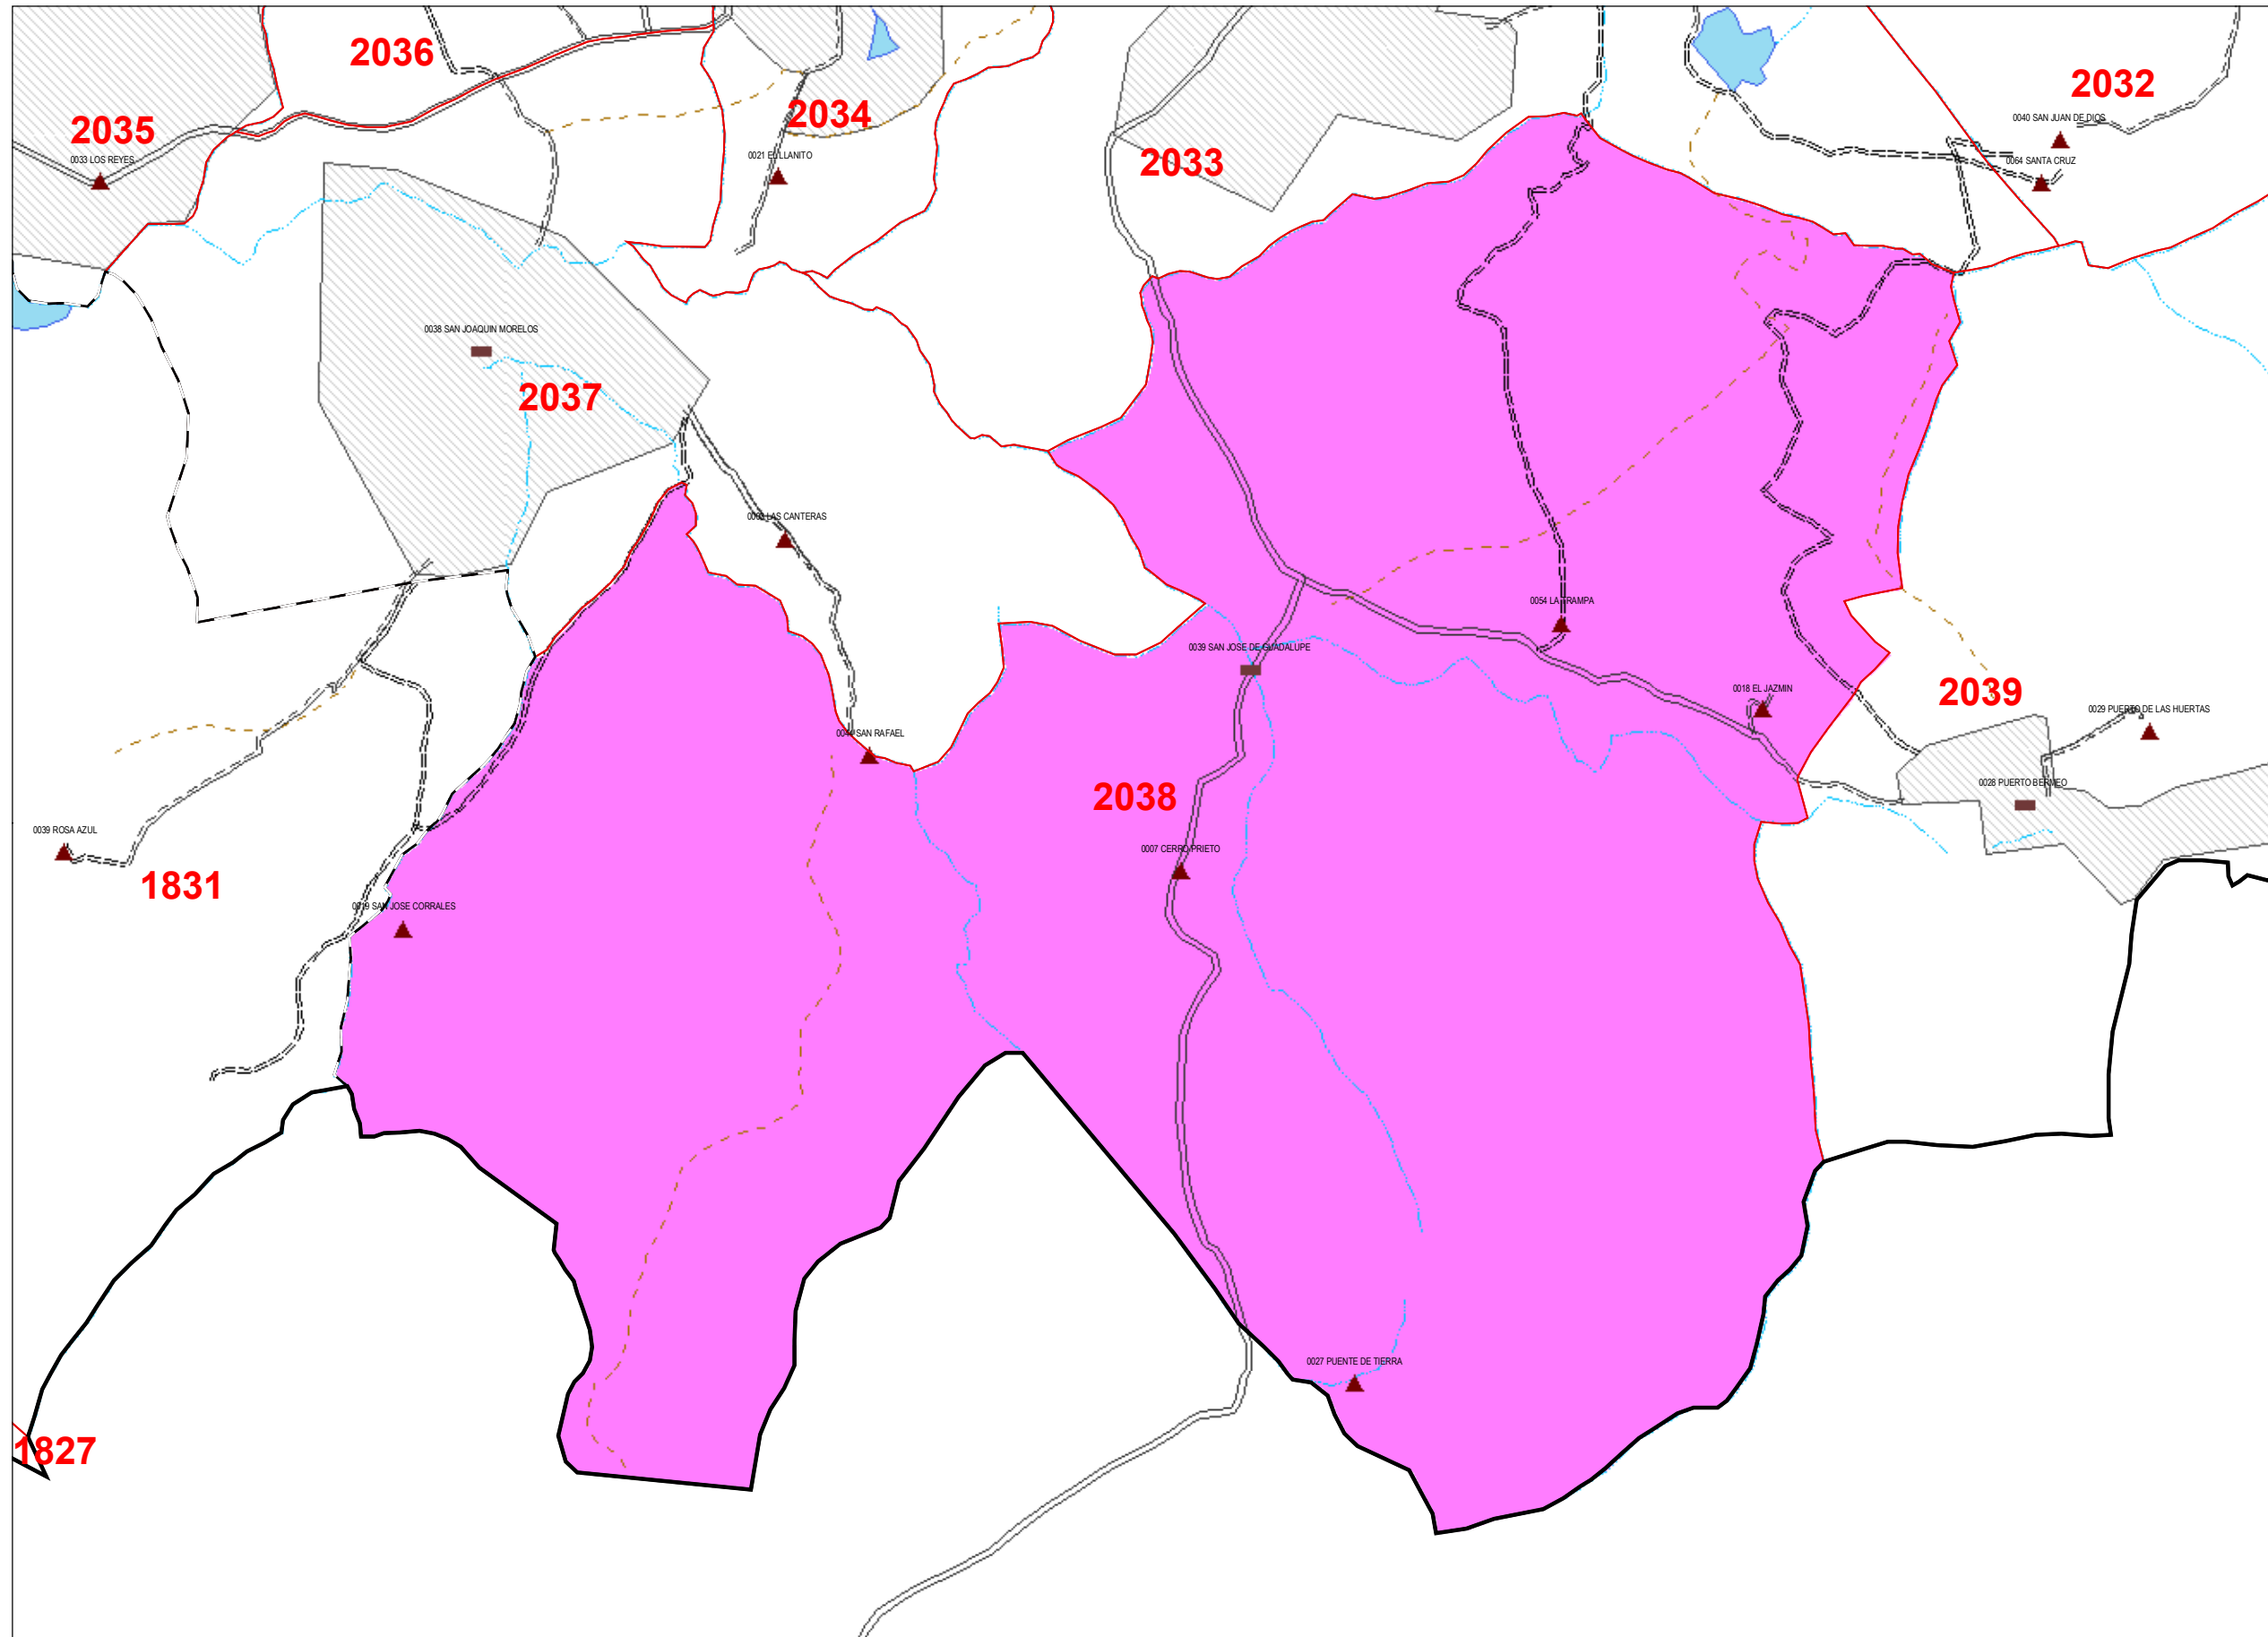 2036
2032
2034
0040 SAN JUAN DE DIOS
2035
0033 LOS REYES
0021 EL LLANITO
2033
0064 SANTA CRUZ
0038 SAN JOAQUIN MORELOS
2037
LAS CANTERAS
0054 LA TRAMPA
0039 SAN JOSE DE GUADALUPE
0018 EL JAZMIN
2039
0029 PUERTO DE LAS HUERTAS
SAN RAFAEL
2038
0028 PUERTO BERMEO
0039 ROSA AZUL
0007 CERRO PRIETO
1831
0019 SAN JOSE CORRALES
0027 PUENTE DE TIERRA
1827